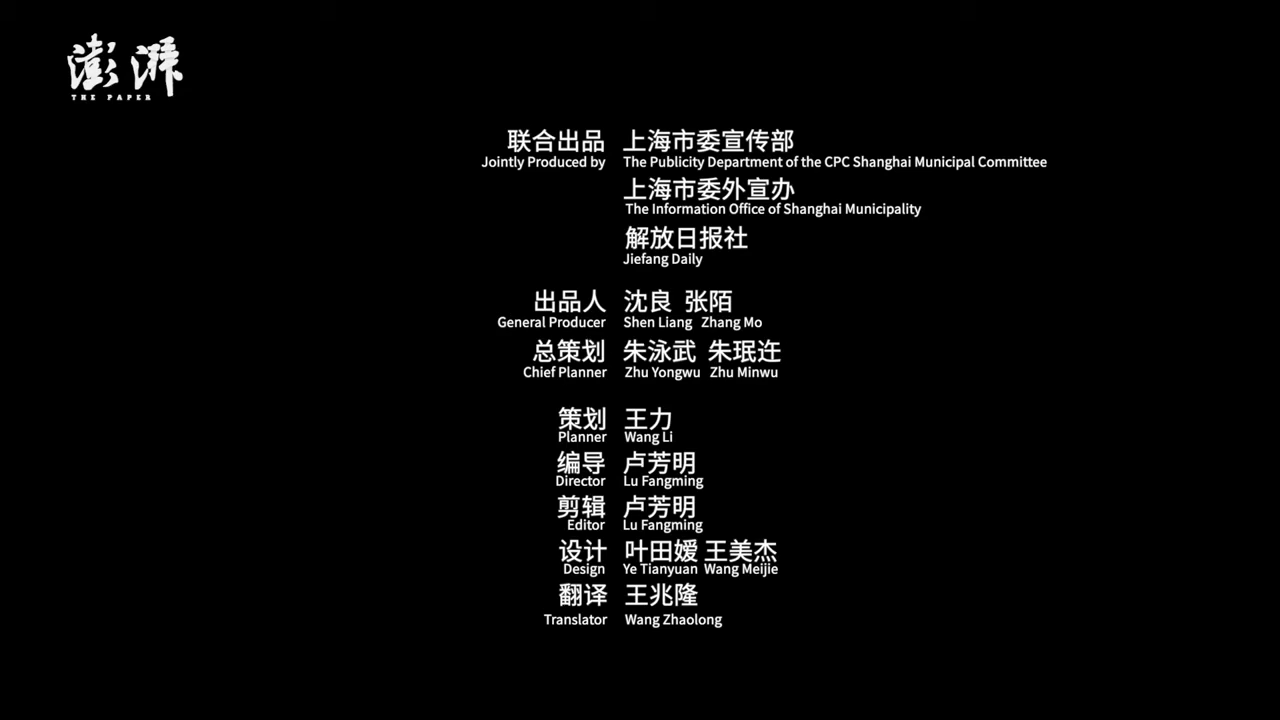 澎湃
THE PAPER
联合出品 上海市委宣传部
Jointly Produced by The Publicity Department of the CPC Shanghai Municipal Committee
上海市委外宣办
The Information Office of Shanghai Municipality
解放日报社
Jiefang Daily
出品人 沈良 张陌
General Producer Shen Liang Zhang Mo
总策划 朱泳武 朱珉迕
Chief Planner Zhu Yongwu Zhu Minwu
策划 王力
Planner Wang Li
编导 卢芳明
Director Lu Fangming
剪辑 卢芳明
Editor Lu Fangming
设计 叶田媛 王美杰
Design Ye Tianyuan Wang Meijie
翻译 王兆隆
Translator Wang Zhaolong